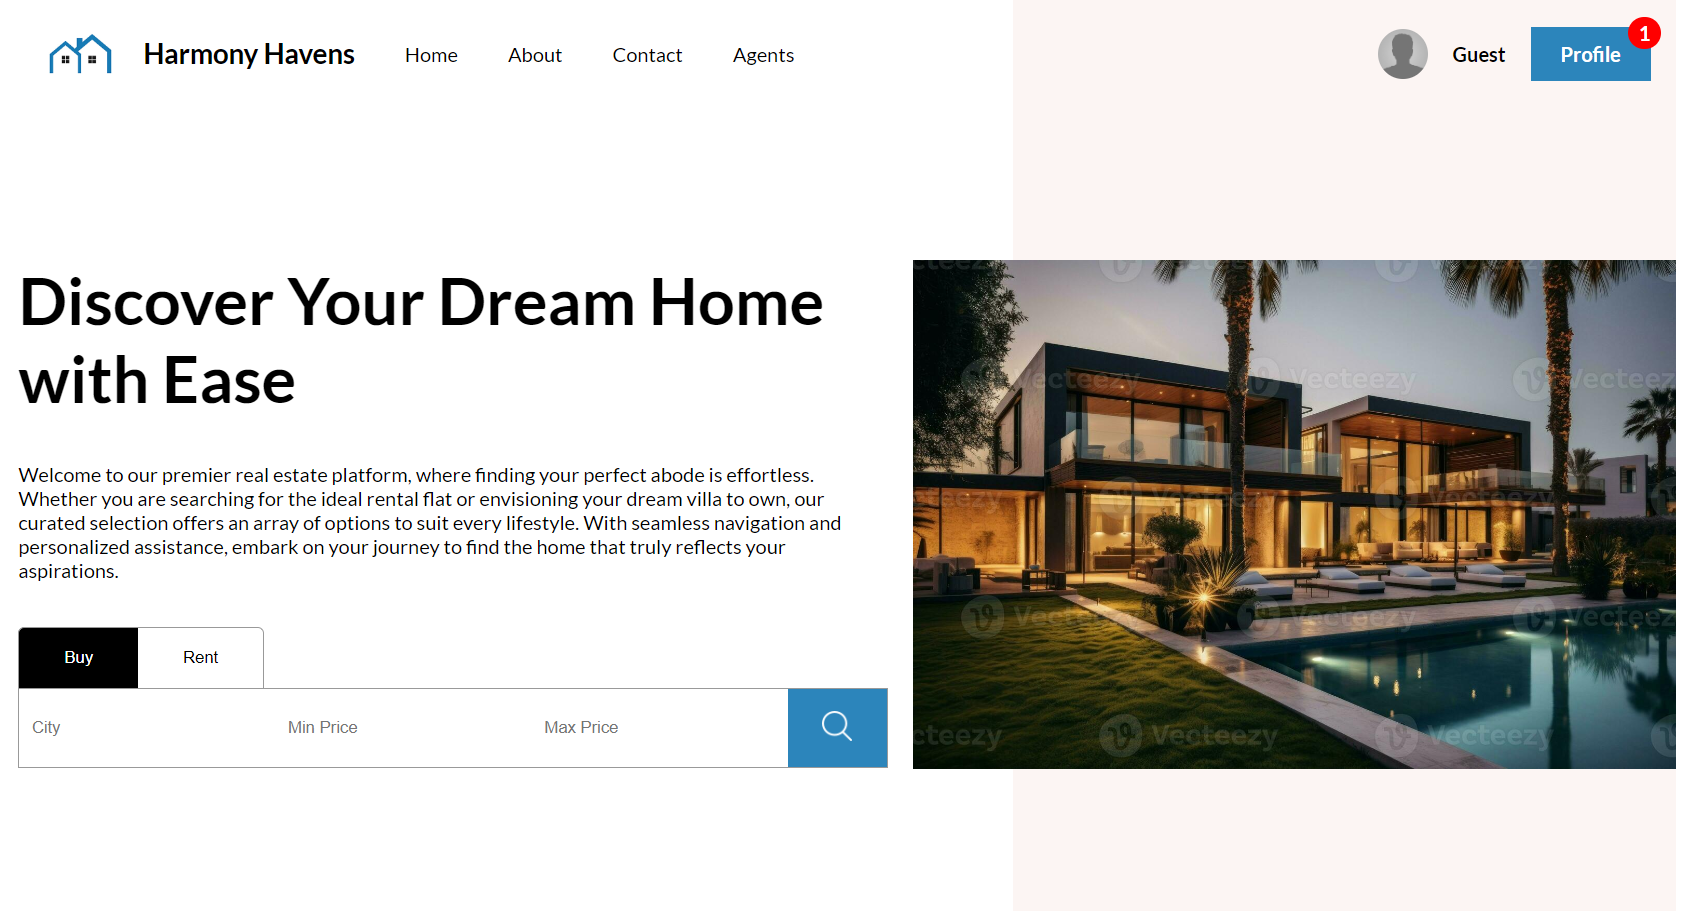 Harmony Havens
Home
About
Contact
Agents
Guest
Profile
1
Discover Your Dream Home
with Ease
Welcome to our premier real estate platform, where finding your perfect abode is effortless.
Whether you are searching for the ideal rental flat or envisioning your dream villa to own, our
curated selection offers an array of options to suit every lifestyle. With seamless navigation and
personalized assistance, embark on your journey to find the home that truly reflects your
aspirations.
Buy
Rent
City
Min Price
Max Price
Vecteezy
Vecteezy
Vecteezy
Vecteezy
Vecteezy
Vecteezy
Vecteezy
Vecteezy
Vecteezy